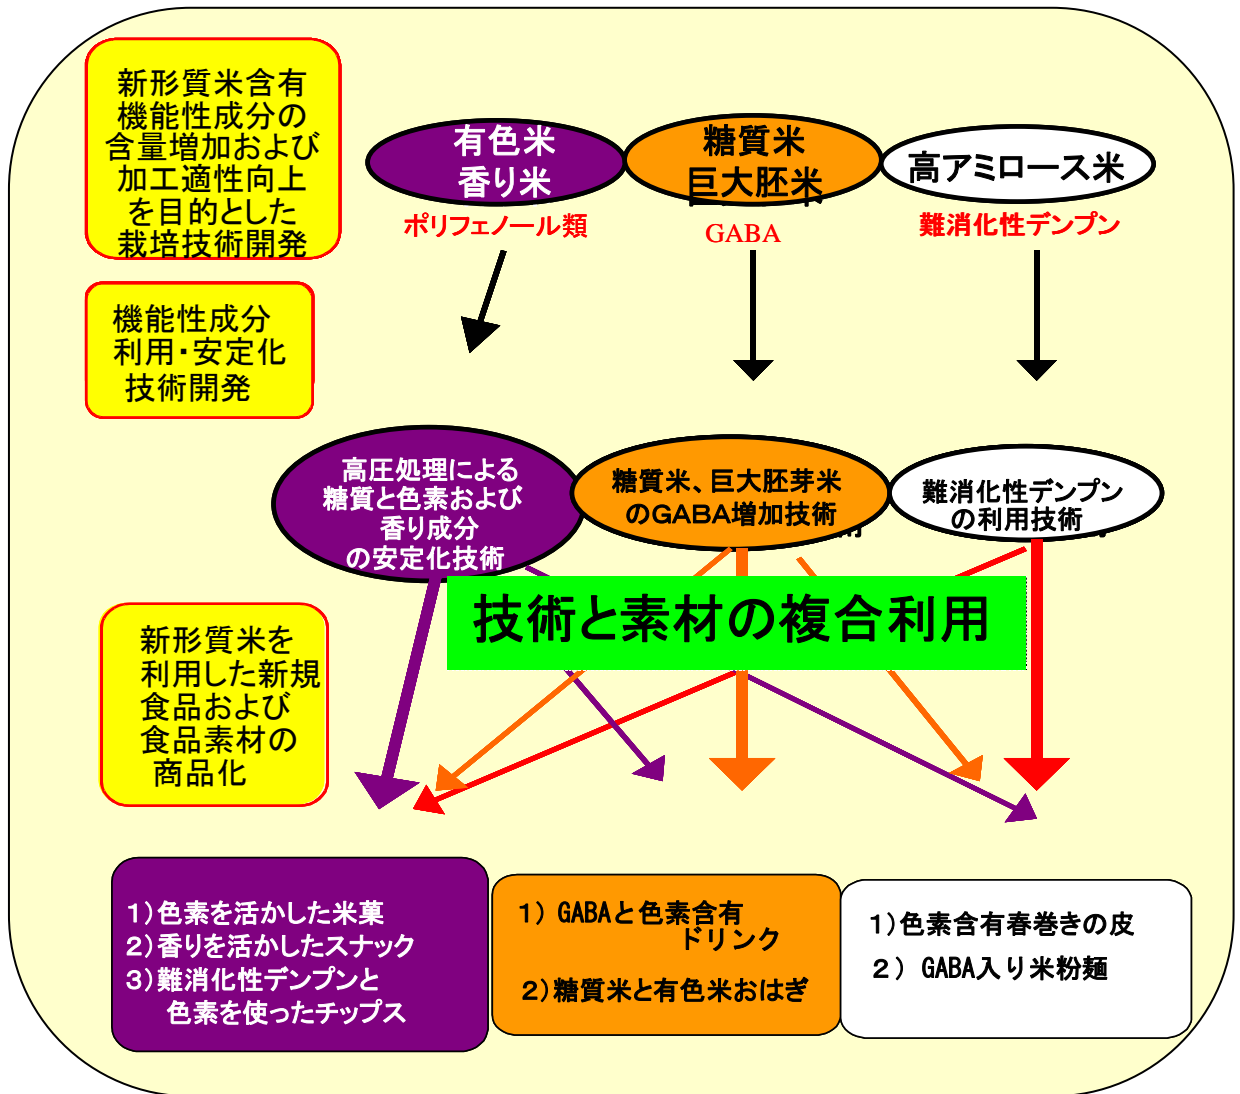 新形質米含有
機能性成分の
含量増加および
加工適性向上
を目的とした
栽培技術開発
有色米
香り米
糖質米
巨大胚米
高アミロース米
ポリフェノール類
GABA
難消化性デンプン
機能性成分
利用・安定化
技術開発
高圧処理による
糖質と色素および
香り成分
の安定化技術
糖質米、巨大胚芽米
のGABA増加技術
難消化性デンプン
の利用技術
技術と素材の複合利用
新形質米を
利用した新規
食品および
食品素材の
商品化
1)色素を活かした米菓
2)香りを活かしたスナック
3)難消化性デンプンと
色素を使ったチップス
1) GABAと色素含有
ドリンク
2)糖質米と有色米おはぎ
1)色素含有春巻きの皮
2) GABA入り米粉麺